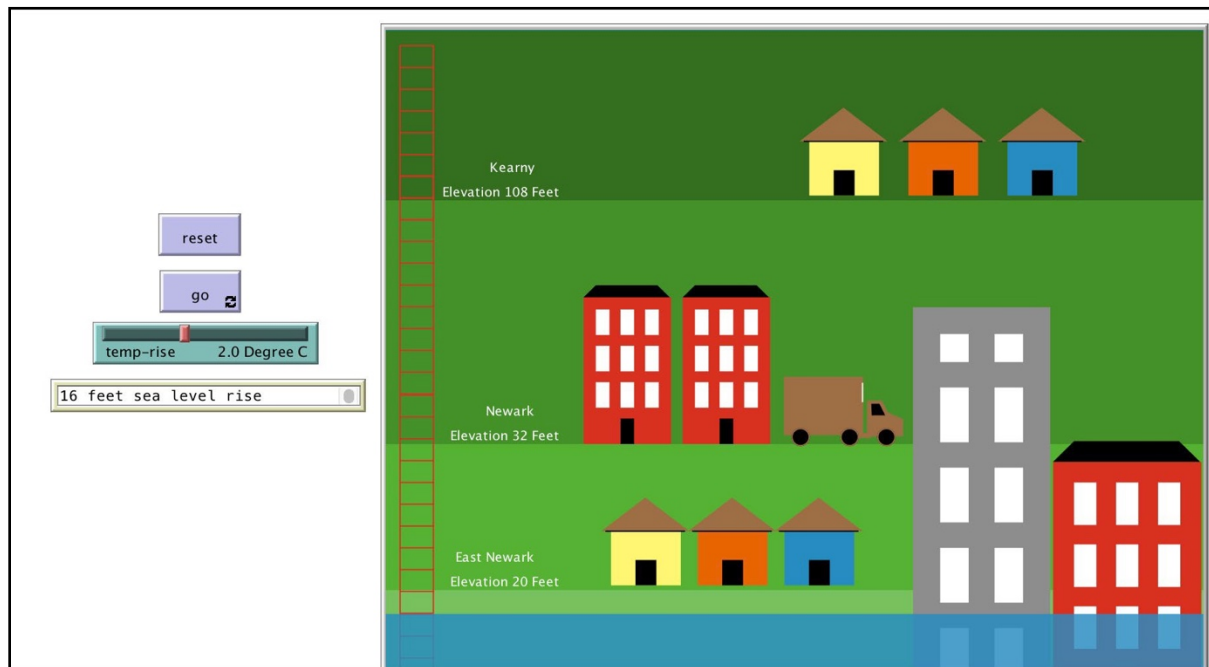 reset
go
temp-rise 2.0 Degree C
16 feet sea level rise
Kearny
Elevation 108 Feet
Newark
Elevation 32 Feet
East Newark
Elevation 20 Feet